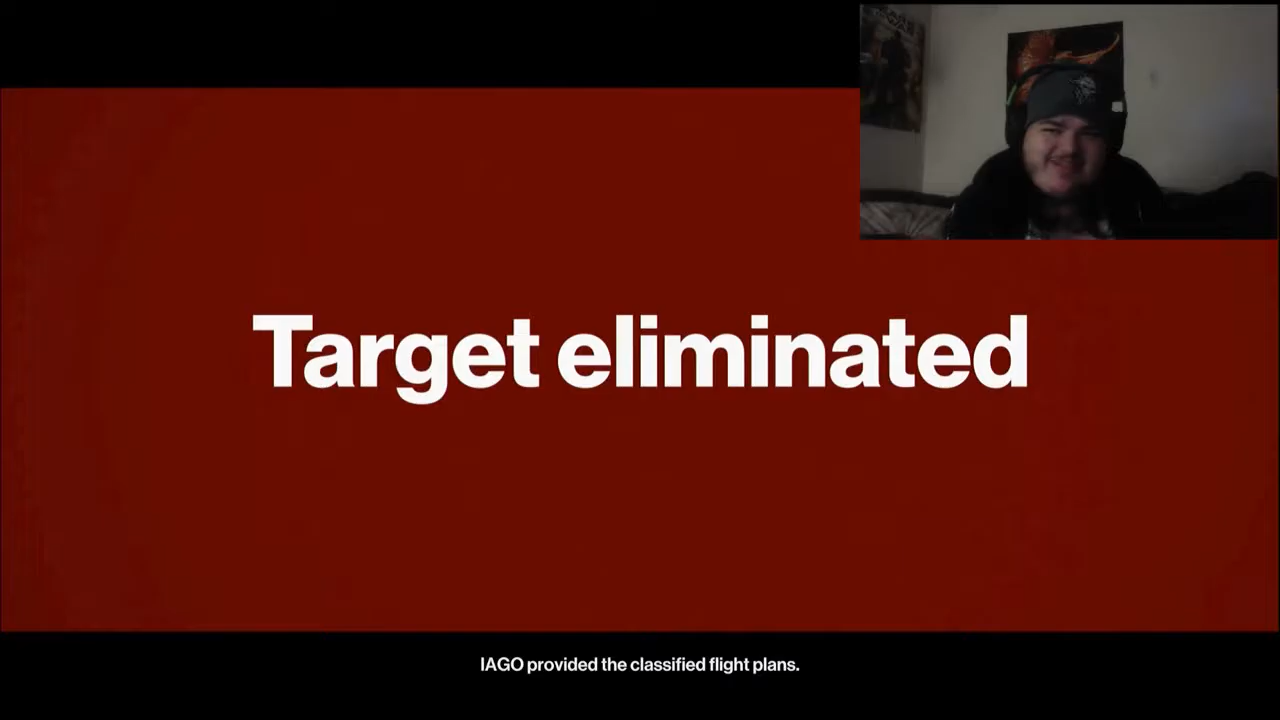 Target eliminated
IAGO provided the classified flight plans.